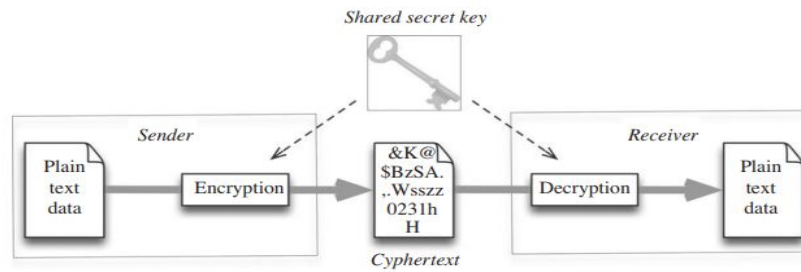 Shared secret key
Sender
Receiver
Plain
text
data
Encryption
&K@
$BzSA.
,.Wsszz
0231h
H
Decryption
Plain
text
data
Cyphertext